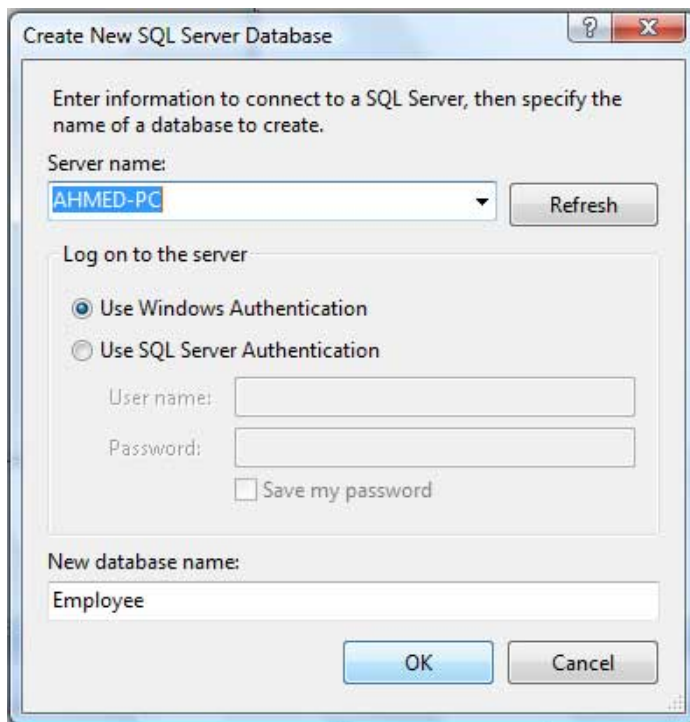 Create New SQL Server Database
Enter information to connect to a SQL Server, then specify the
name of a database to create.
Server name:
AHMED-PC
Refresh
Log on to the server
Use Windows Authentication
Use SQL Server Authentication
User name:
Password:
Save my password
New database name:
Employee
OK
Cancel